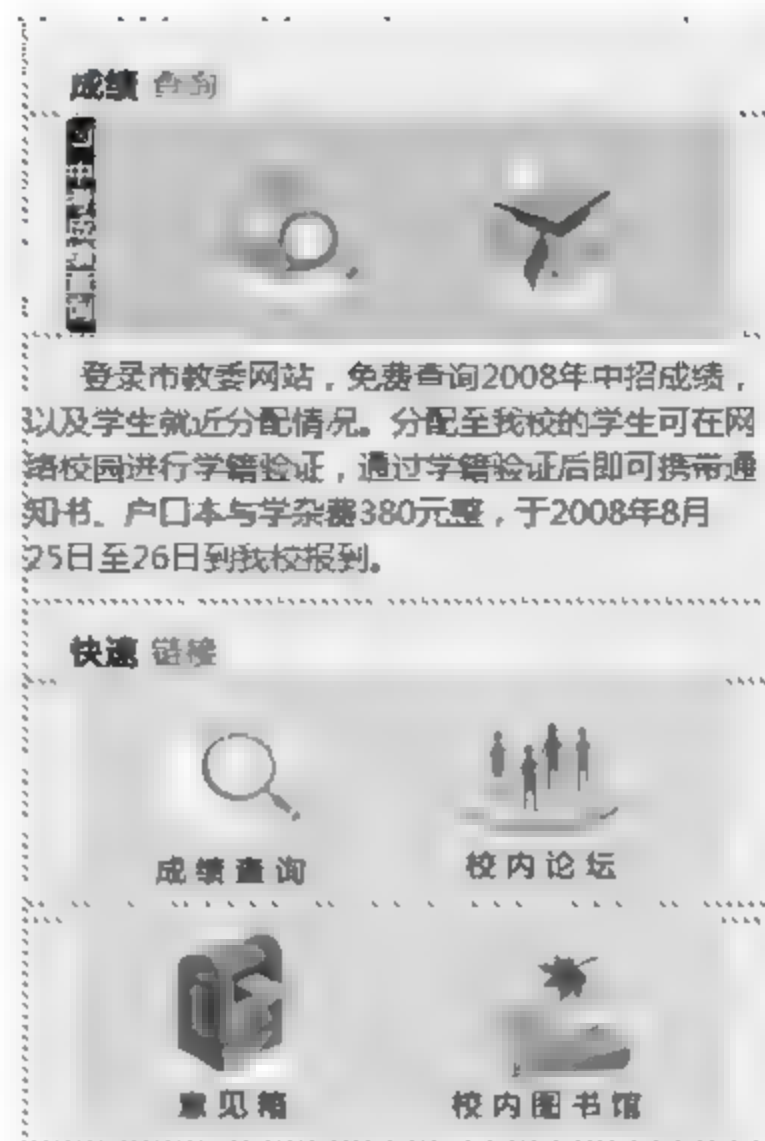 成绩 查询
登录市教委网站，免费查询2008年中招成绩，
以及学生就近分配情况。分配至我校的学生可在网
络校园进行学籍验证，通过学籍验证后即可携带通
知书、户口本与学杂费380元整，于2008年8月
25日至26日到我校报到。
快速 链接
成绩查询
校内论坛
意见箱
校内图书馆